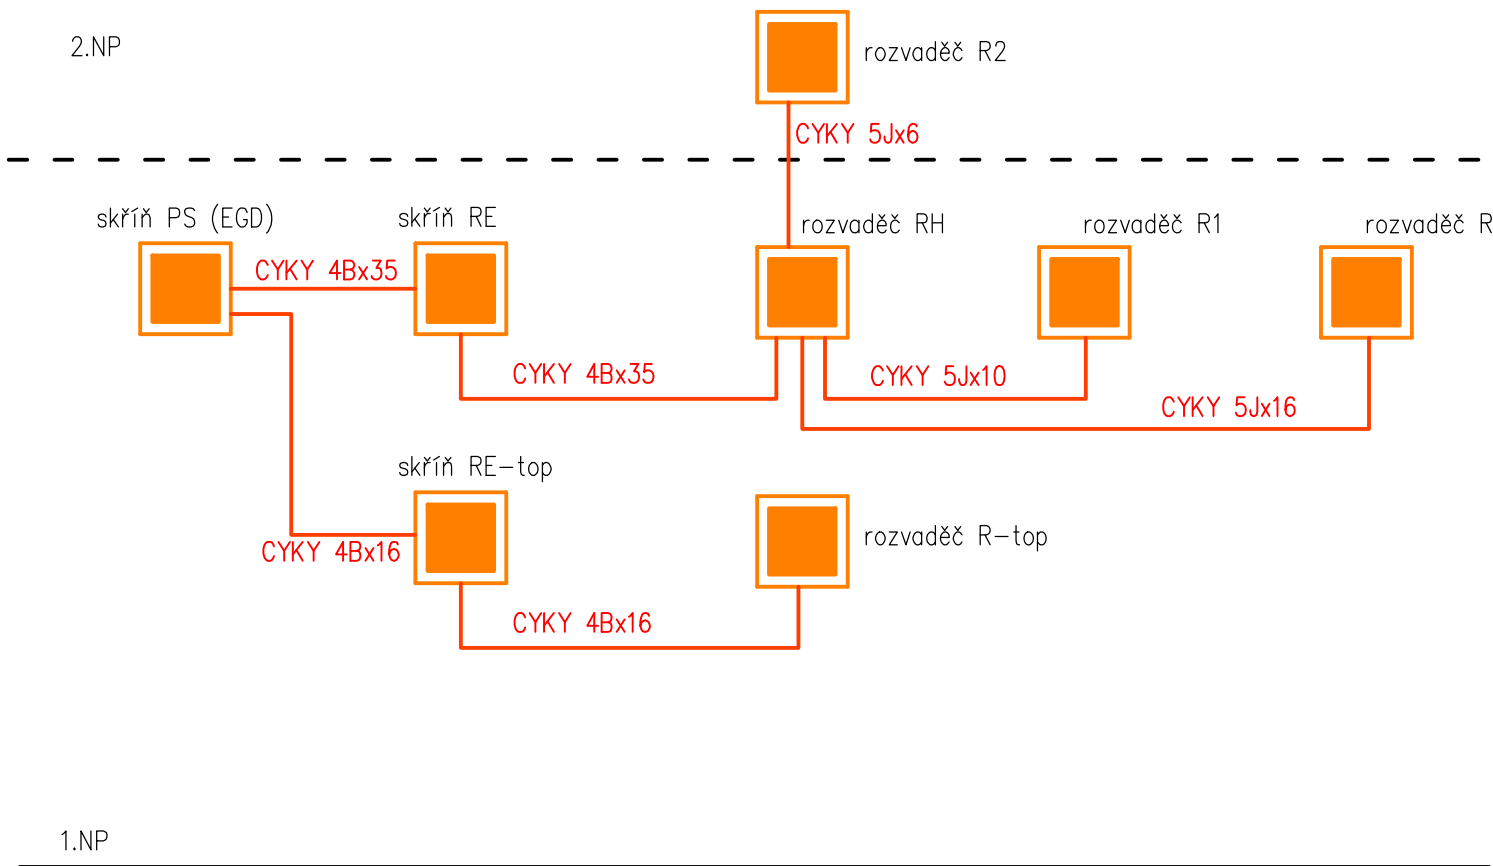 2.NP
rozvaděč R2
CYKY 5Jx6
skříň PS (EGD)
skříň RE
rozvaděč RH
rozvaděč R1
rozvaděč R
CYKY 4Bx35
CYKY 4Bx35
CYKY 5Jx10
CYKY 5Jx16
skříň RE-top
rozvaděč R-top
CYKY 4Bx16
CYKY 4Bx16
1.NP